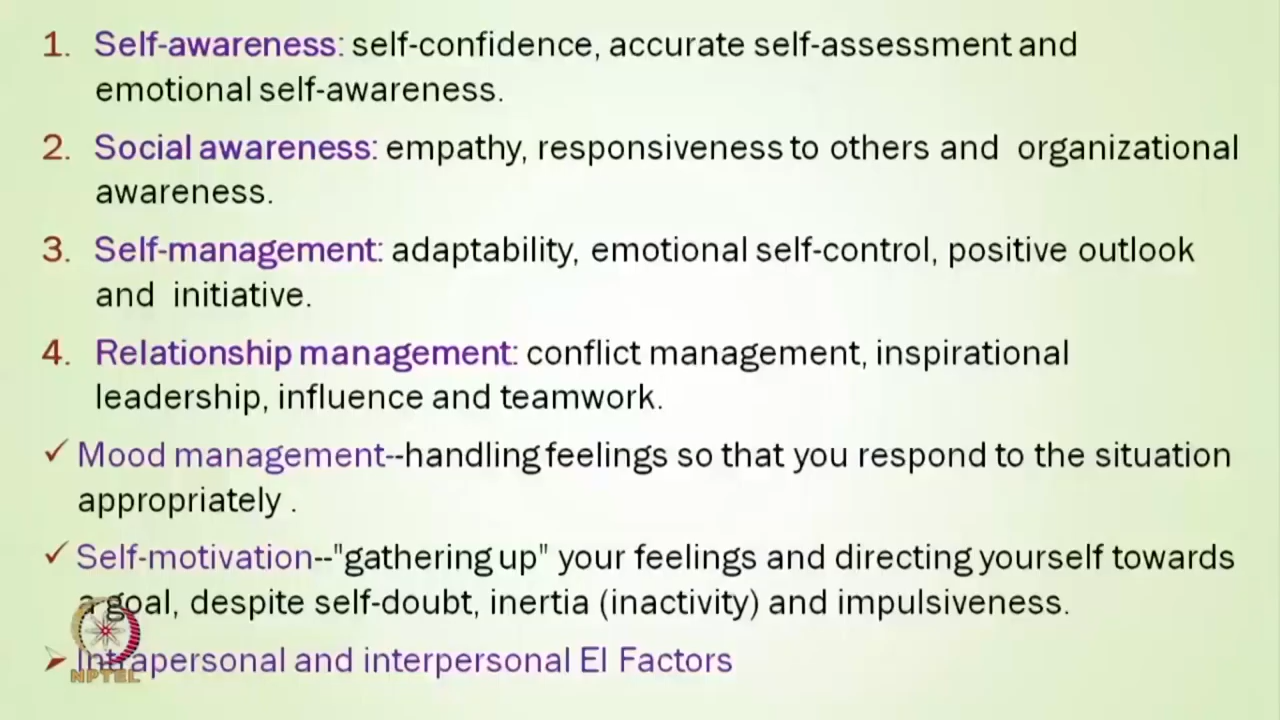 1. Self-awareness: self-confidence, accurate self-assessment and
emotional self-awareness.
2. Social awareness: empathy, responsiveness to others and organizational
awareness.
3. Self-management: adaptability, emotional self-control, positive outlook
and initiative.
4. Relationship management: conflict management, inspirational
leadership, influence and teamwork.
✓ Mood management--handling feelings so that you respond to the situation
appropriately .
✓ Self-motivation--"gathering up" your feelings and directing yourself towards
a goal, despite self-doubt, inertia (inactivity) and impulsiveness.
➤ Intrapersonal and interpersonal EI Factors
NPTEL